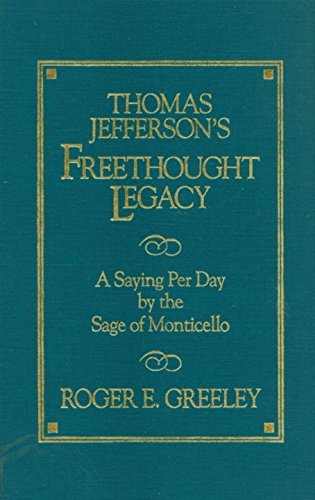 THOMAS
JEFFERSON'S
FREETHOUGHT
LEGACY
A Saying Per Day
by the
Sage of Monticello
ROGER E. GREELEY